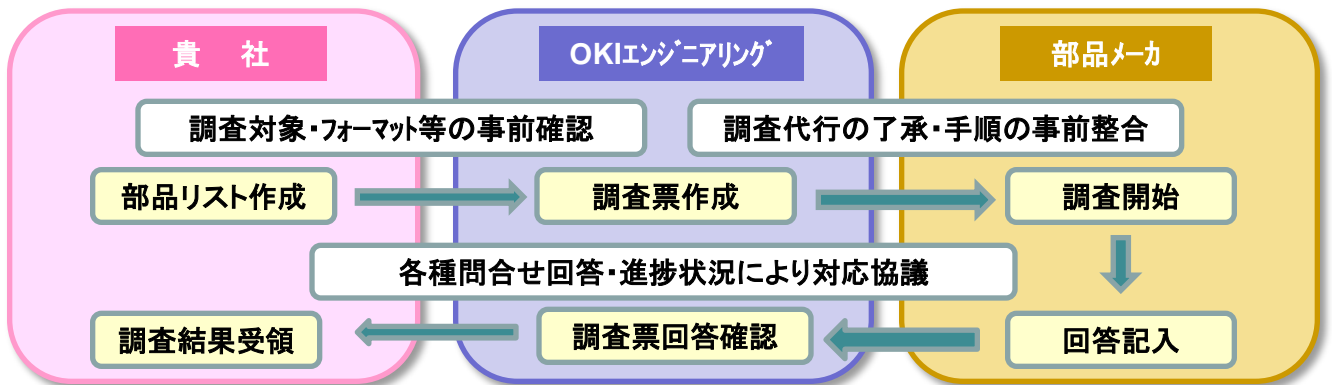 貴　社
OKIｴﾝｼﾞﾆｱﾘﾝｸﾞ
部品ﾒｰｶ
調査対象・ﾌｫｰﾏｯﾄ等の事前確認
調査代行の了承・手順の事前整合
部品リスト作成
調査票作成
調査開始
各種問合せ回答・進捗状況により対応協議
調査結果受領
調査票回答確認
回答記入